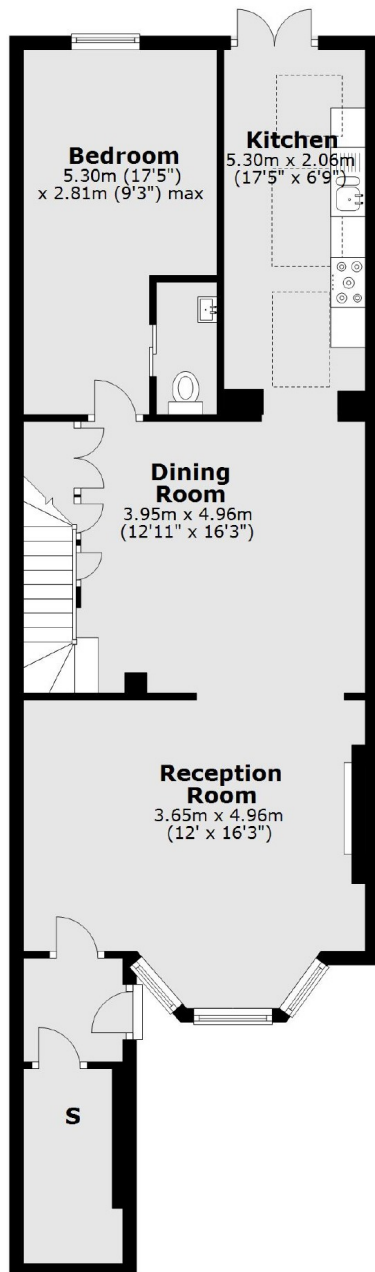 Bedroom
5.30m (17'5")
x 2.81m (9'3") max
Kitchen
5.30m x 2.06m
(17'5" x 6'9")
Dining
Room
3.95m x 4.96m
(12'11" x 16'3")
Reception
Room
3.65m x 4.96m
(12' x 16'3")
S